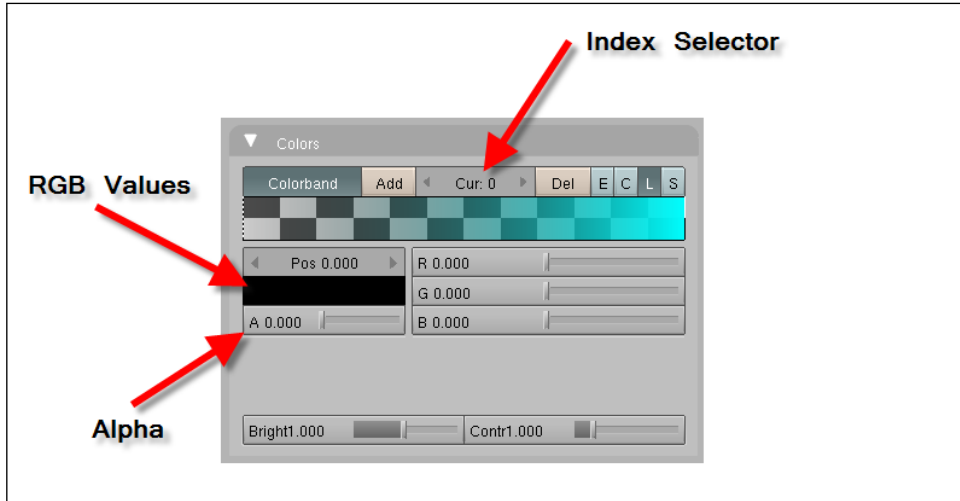 Index Selector
Colors
Colorband Add Cur: 0 Del E C L S
RGB Values
Pos 0.000 R 0.000
G 0.000
A 0.000 B 0.000
Alpha
Bright1.000 Contr1.000